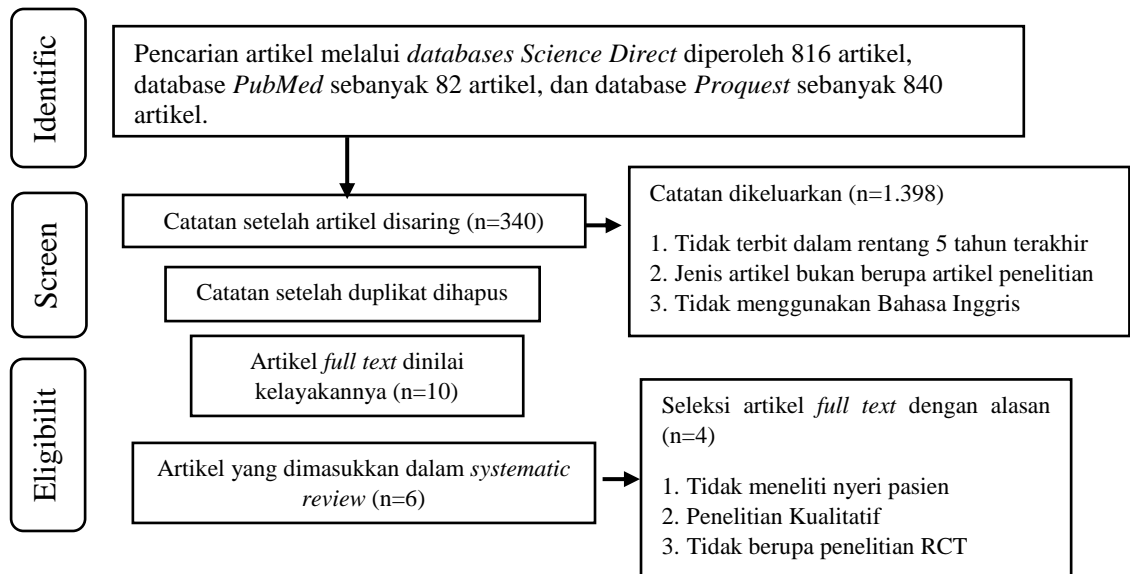 Identific
Pencarian artikel melalui databases Science Direct diperoleh 816 artikel,
database PubMed sebanyak 82 artikel, dan database Proquest sebanyak 840
artikel.
Screen
Catatan setelah artikel disaring (n=340)
Catatan dikeluarkan (n=1.398)
1. Tidak terbit dalam rentang 5 tahun terakhir
2. Jenis artikel bukan berupa artikel penelitian
3. Tidak menggunakan Bahasa Inggris
Catatan setelah duplikat dihapus
Eligibilit
Artikel full text dinilai
kelayakannya (n=10)
Artikel yang dimasukkan dalam systematic
review (n=6)
Seleksi artikel full text dengan alasan
(n=4)
1. Tidak meneliti nyeri pasien
2. Penelitian Kualitatif
3. Tidak berupa penelitian RCT